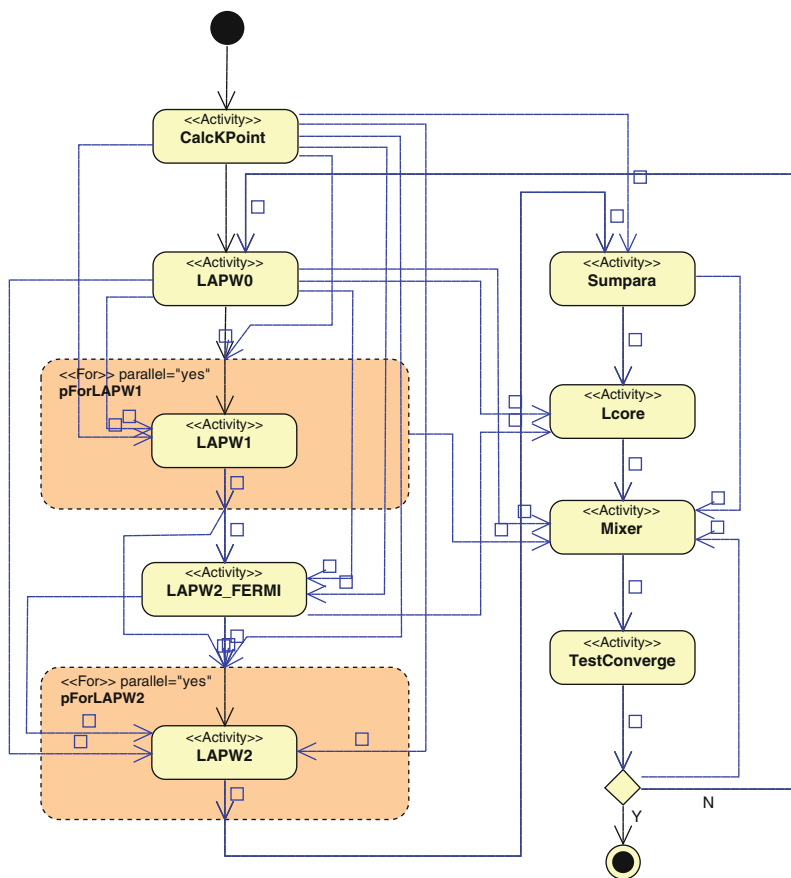 <<Activity>>
CalcKPoint
<<Activity>>
LAPW0
<<For>> parallel="yes"
pForLAPW1
<<Activity>>
LAPW1
<<Activity>>
LAPW2_FERMI
<<For>> parallel="yes"
pForLAPW2
<<Activity>>
LAPW2
<<Activity>>
Sumpara
<<Activity>>
Lcore
<<Activity>>
Mixer
<<Activity>>
TestConverge
N
Y